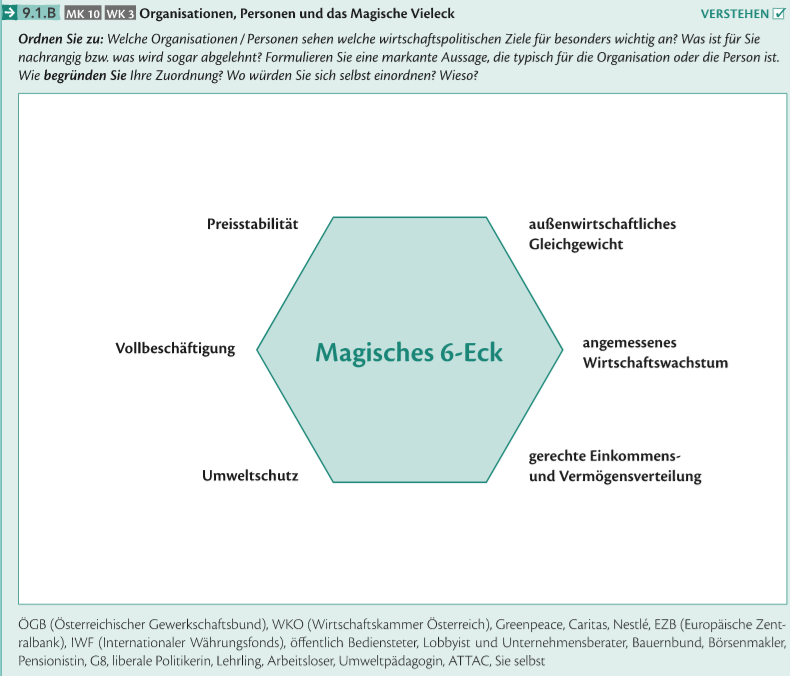 → 9.1.B MK 10 WK 3 Organisationen, Personen und das Magische Vieleck VERSTEHEN
Ordnen Sie zu: Welche Organisationen / Personen sehen welche wirtschaftspolitischen Ziele für besonders wichtig an? Was ist für Sie
nachrangig bzw. was wird sogar abgelehnt? Formulieren Sie eine markante Aussage, die typisch für die Organisation oder die Person ist.
Wie begründen Sie Ihre Zuordnung? Wo würden Sie sich selbst einordnen? Wieso?
Preisstabilität
außenwirtschaftliches
Gleichgewicht
Vollbeschäftigung
Magisches 6-Eck
angemessenes
Wirtschaftswachstum
Umweltschutz
gerechte Einkommens-
und Vermögensverteilung
ÖGB (Österreichischer Gewerkschaftsbund), WKO (Wirtschaftskammer Österreich), Greenpeace, Caritas, Nestlé, EZB (Europäische Zent-
ralbank), IWF (Internationaler Währungsfonds), öffentlich Bediensteter, Lobbyist und Unternehmensberater, Bauernbund, Börsenmakler,
Pensionistin, G8, liberale Politikerin, Lehrling, Arbeitsloser, Umweltpädagogin, ATTAC, Sie selbst